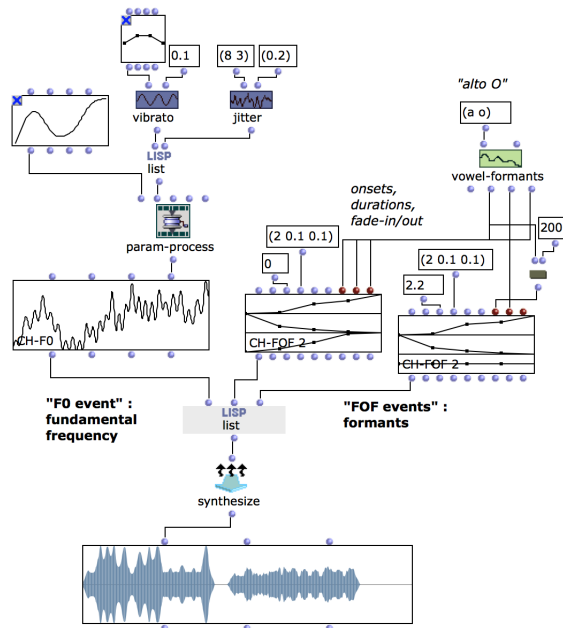 0.1
(8 3)
(0.2)
vibrato
jitter
"alto O"
(a o)
vowel-formants
LISP
list
onsets,
durations,
fade-in/out
200
param-process
(2 0.1 0.1)
0
(2 0.1 0.1)
2.2
CH-F0
CH-FOF 2
CH-FOF 2
"F0 event" :
fundamental
frequency
LISP
list
"FOF events" :
formants
synthesize